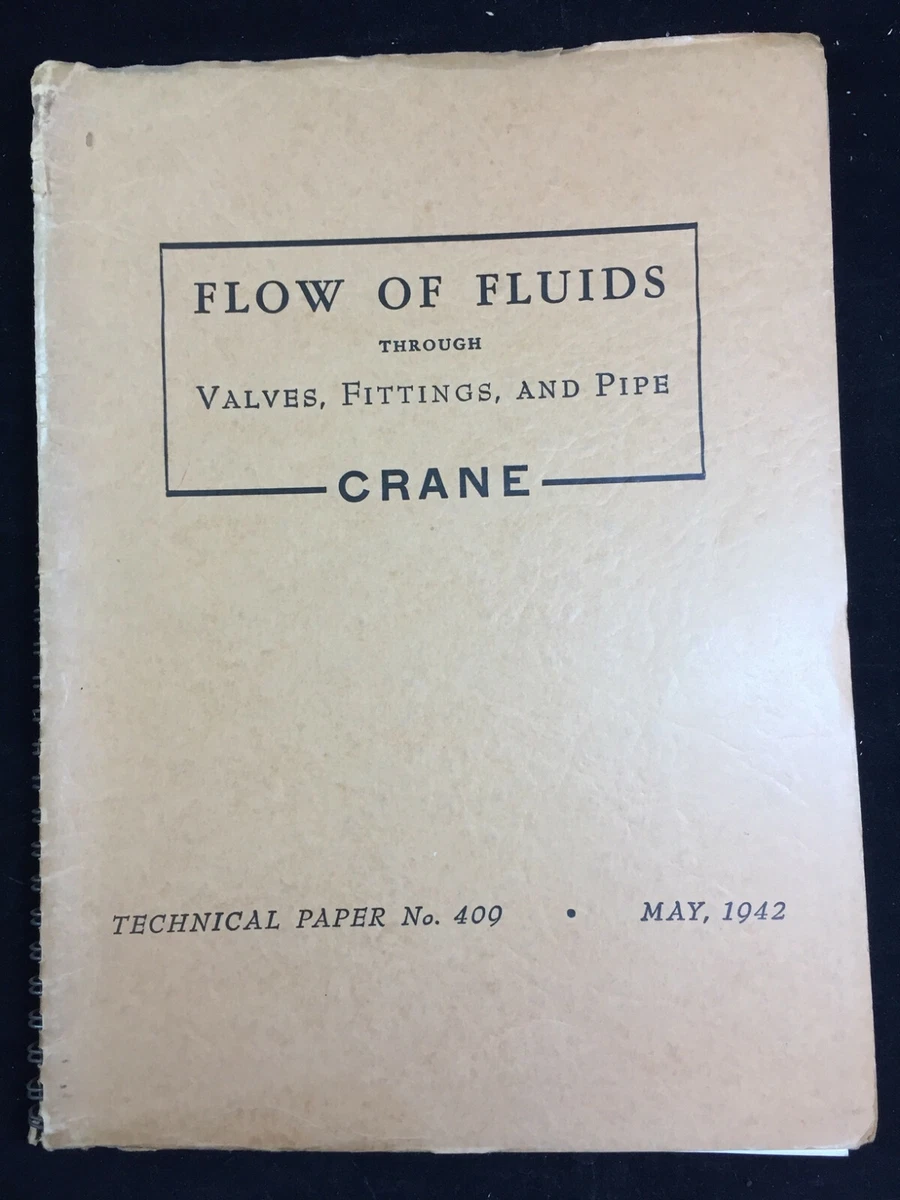 FLOW OF FLUIDS
THROUGH
VALVES, FITTINGS, AND PIPE
CRANE
TECHNICAL PAPER No. 409 • MAY, 1942